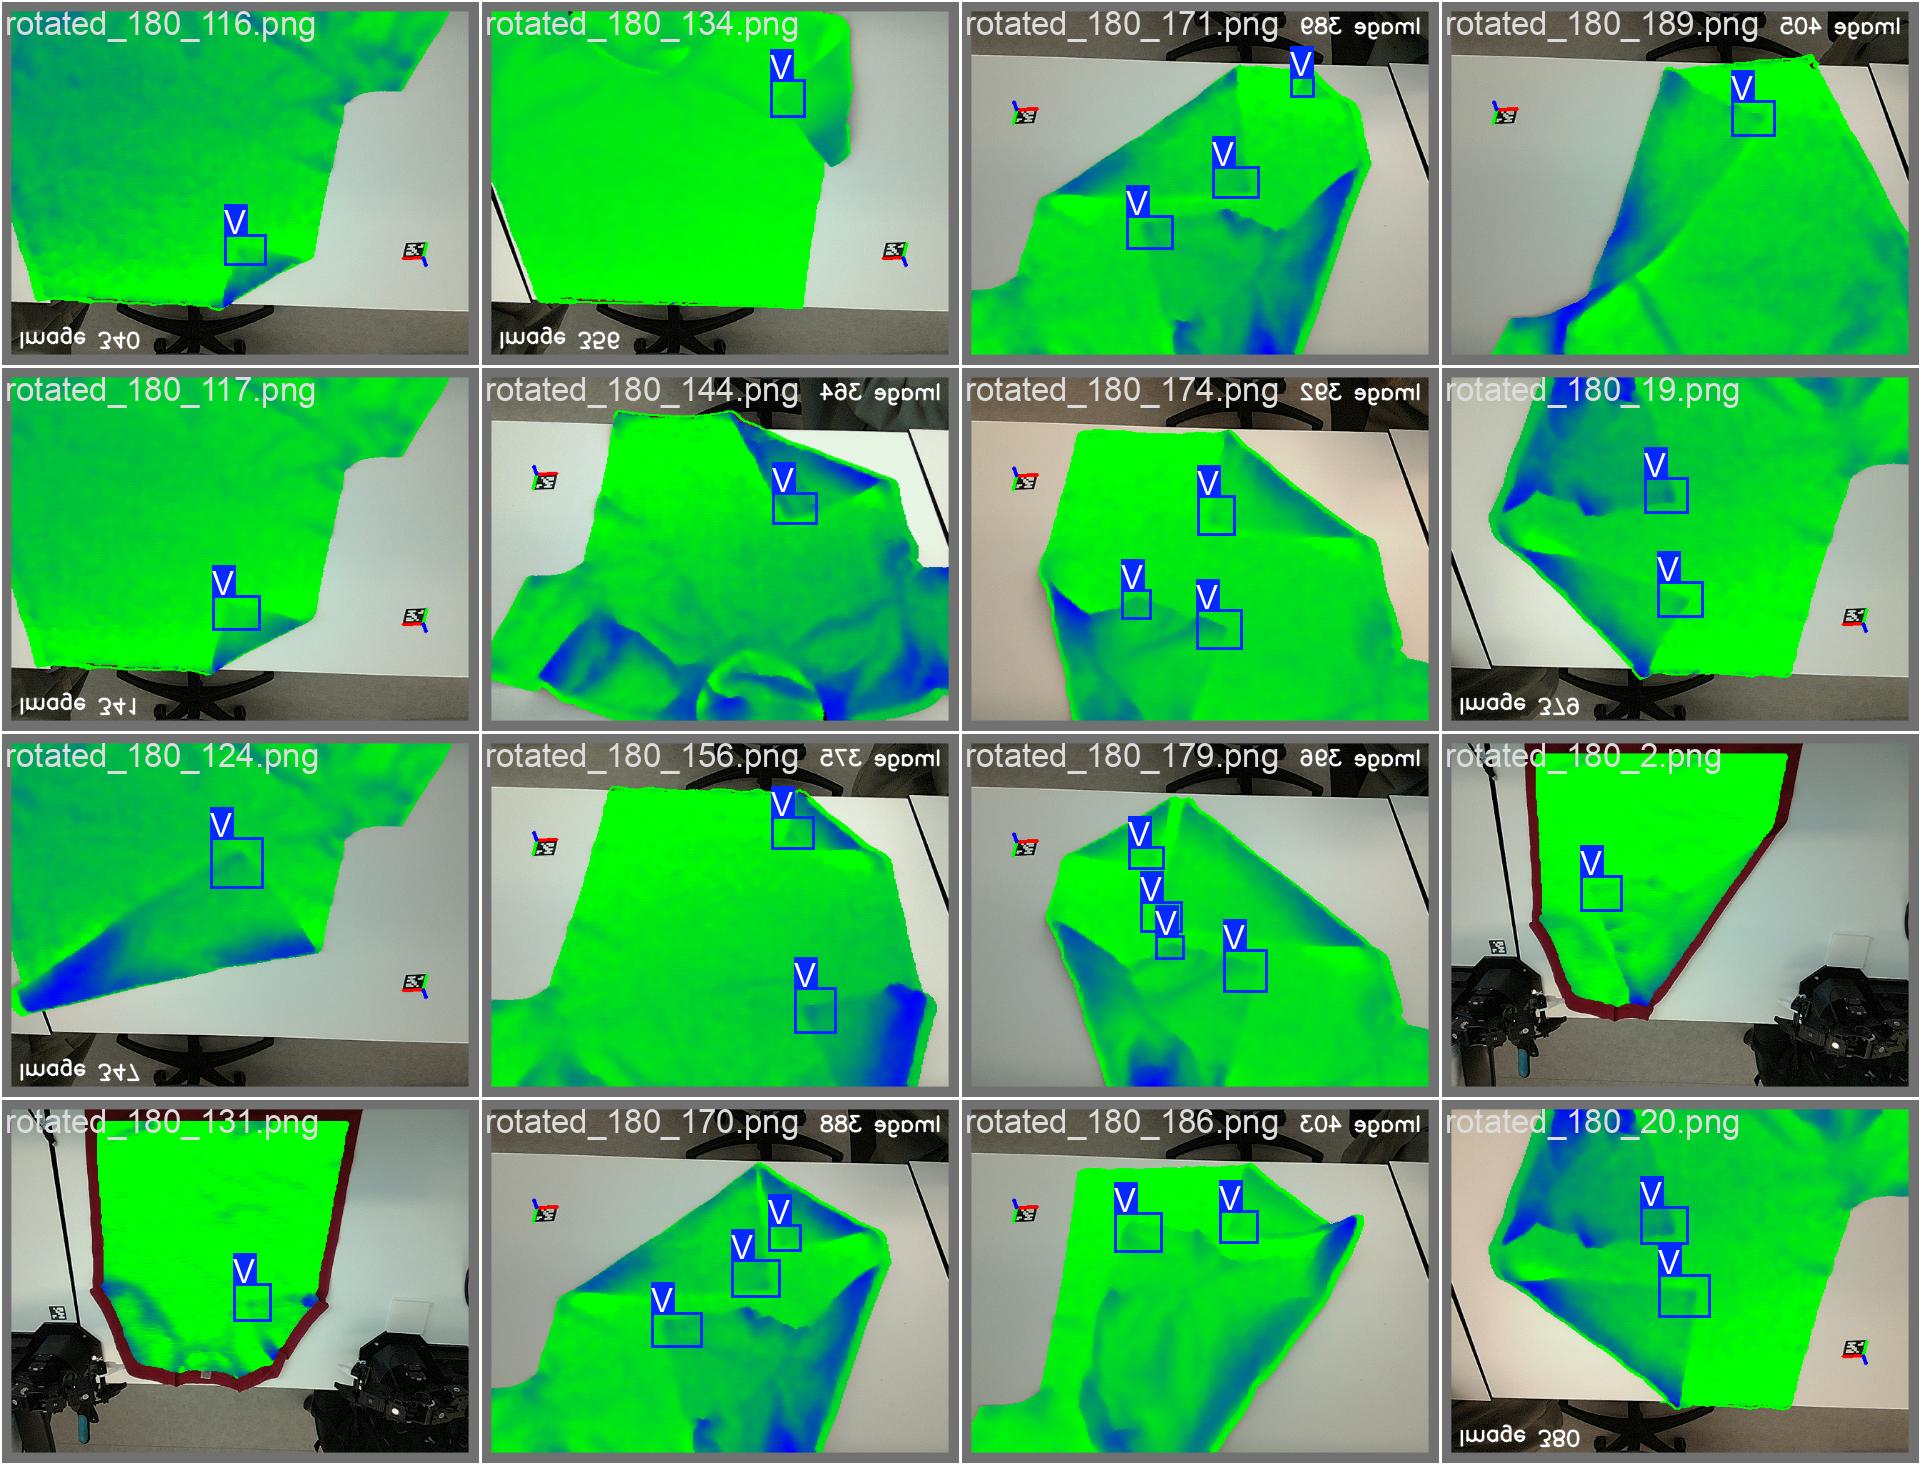 rotated_180_116.png
V
Image 340
rotated_180_134.png
V
Image 356
rotated_180_171.png
Image 389
V
V
V
rotated_180_189.png
Image 405
V
rotated_180_117.png
V
Image 341
rotated_180_144.png
Image 364
V
rotated_180_174.png
Image 392
V
V
V
rotated_180_19.png
V
V
Image 379
rotated_180_124.png
V
Image 347
rotated_180_156.png
Image 375
V
V
rotated_180_179.png
Image 396
V
V
V
V
rotated_180_2.png
V
rotated_180_131.png
V
rotated_180_170.png
Image 388
V
V
V
rotated_180_186.png
Image 403
V
V
rotated_180_20.png
V
V
Image 380